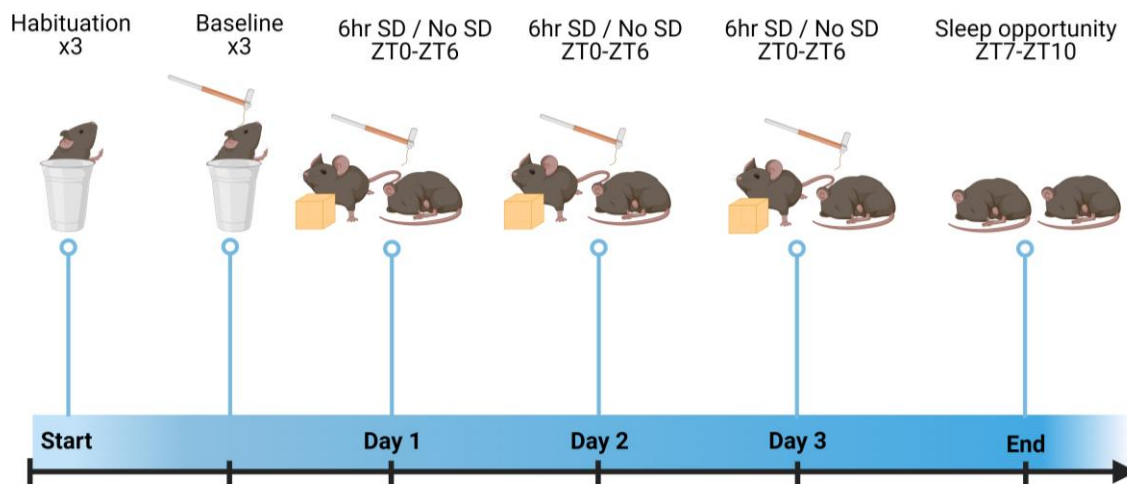 Habituation
x3
Baseline
x3
6hr SD / No SD
ZT0-ZT6
6hr SD / No SD
ZT0-ZT6
6hr SD / No SD
ZT0-ZT6
Sleep opportunity
ZT7-ZT10
Start
Day 1
Day 2
Day 3
End